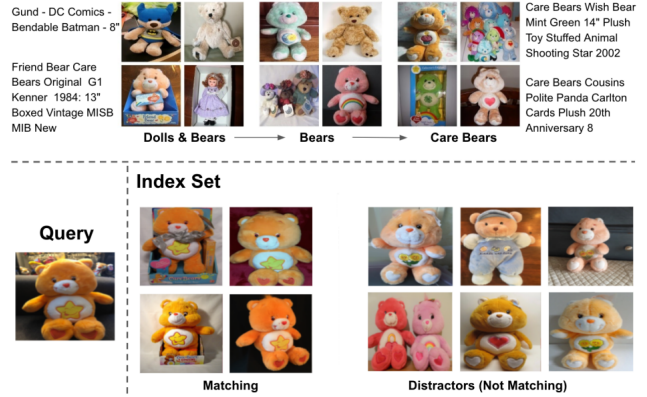 Gund - DC Comics -
Bendable Batman - 8"
Friend Bear Care
Bears Original G1
Kenner 1984: 13"
Boxed Vintage MISB
MIB New
Care Bears Wish Bear
Mint Green 14" Plush
Toy Stuffed Animal
Shooting Star 2002
Care Bears Cousins
Polite Panda Carlton
Cards Plush 20th
Anniversary 8
Dolls & Bears
Bears
Care Bears
Index Set
Query
Matching
Distractors (Not Matching)